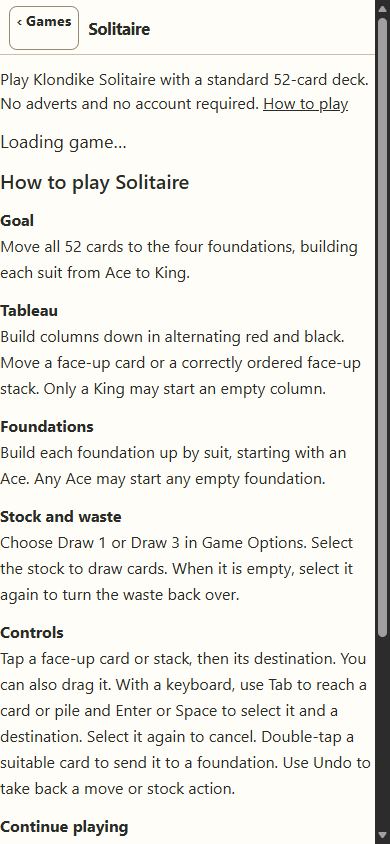 ‹ Games
Solitaire
Play Klondike Solitaire with a standard 52-card deck.
No adverts and no account required. How to play
Loading game…
How to play Solitaire
Goal
Move all 52 cards to the four foundations, building
each suit from Ace to King.
Tableau
Build columns down in alternating red and black.
Move a face-up card or a correctly ordered face-up
stack. Only a King may start an empty column.
Foundations
Build each foundation up by suit, starting with an
Ace. Any Ace may start any empty foundation.
Stock and waste
Choose Draw 1 or Draw 3 in Game Options. Select
the stock to draw cards. When it is empty, select it
again to turn the waste back over.
Controls
Tap a face-up card or stack, then its destination. You
can also drag it. With a keyboard, use Tab to reach a
card or pile and Enter or Space to select it and a
destination. Select it again to cancel. Double-tap a
suitable card to send it to a foundation. Use Undo to
take back a move or stock action.
Continue playing